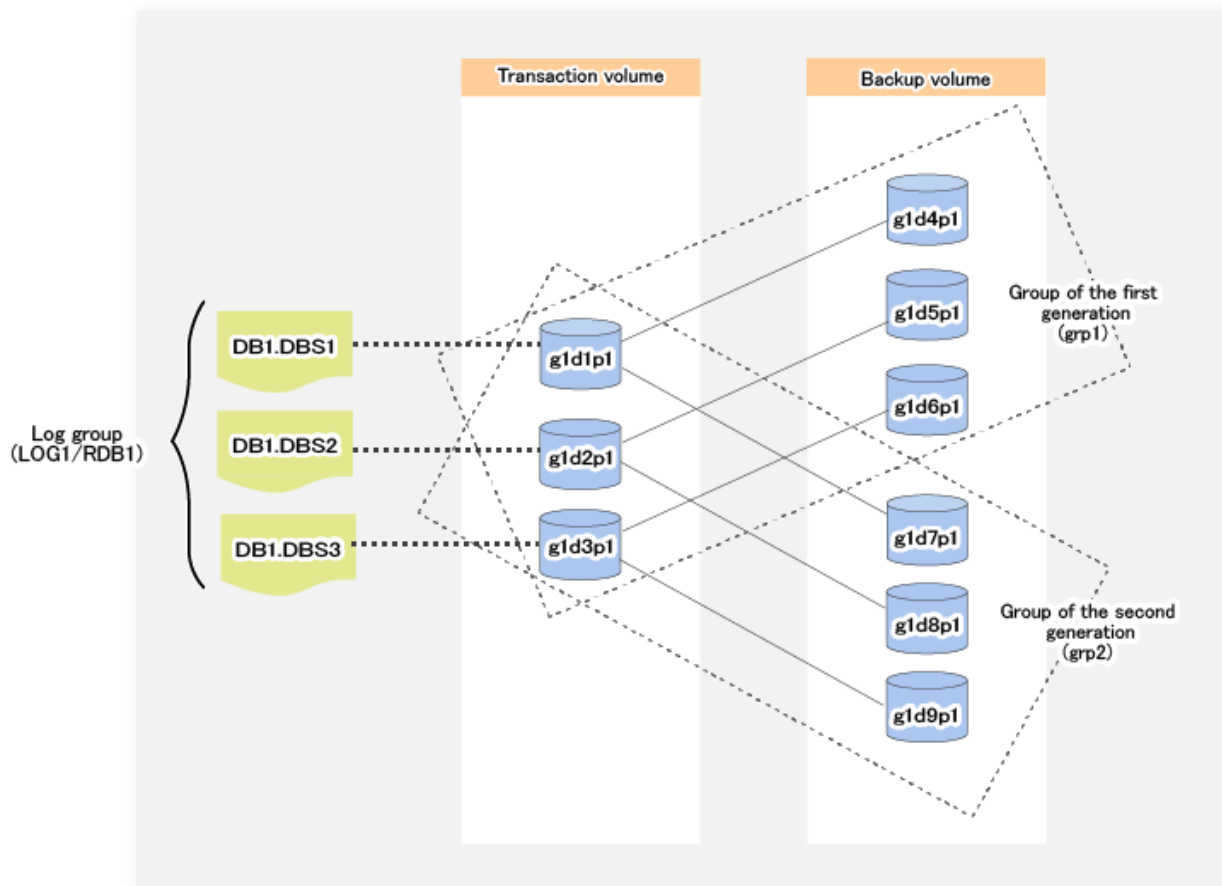 Transaction volume
Backup volume
g1d4p1
g1d5p1
Group of the first
generation
(grp1)
DB1.DBS1
g1d1p1
g1d6p1
Log group
(LOG1/RDB1)
DB1.DBS2
g1d2p1
DB1.DBS3
g1d3p1
g1d7p1
g1d8p1
Group of the second
generation
(grp2)
g1d9p1